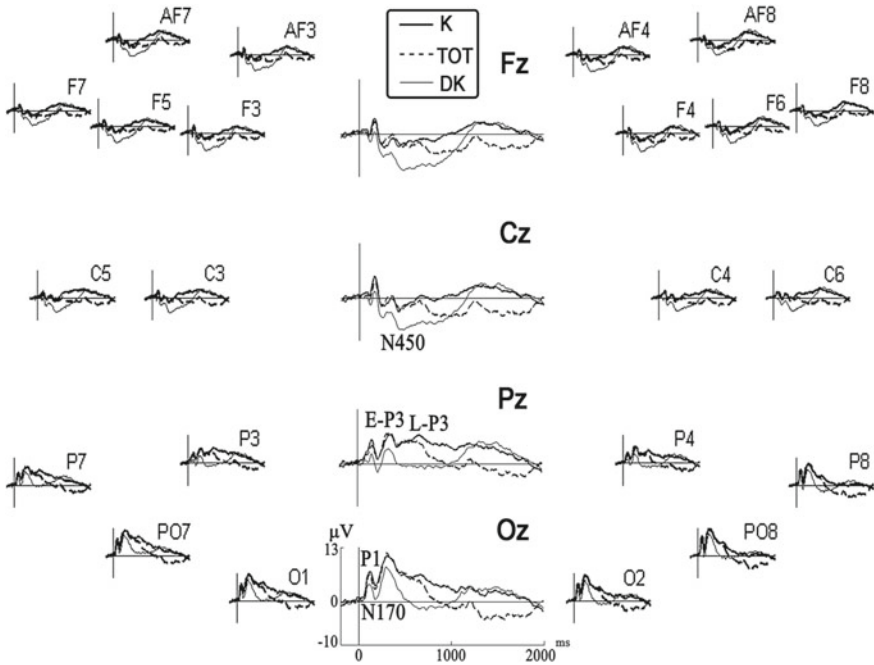 AF7 AF3 K AF4 AF8
TOT
Fz
DK
F7 F5 F3 F4 F6 F8
Cz
C5 C3 C4 C6
N450
Pz
E-P3 L-P3
P7 P3 P4 P8
Oz
PO7 µV PO8
13 P1
O1 O2
0 N170
-10
0 1000 2000 ms